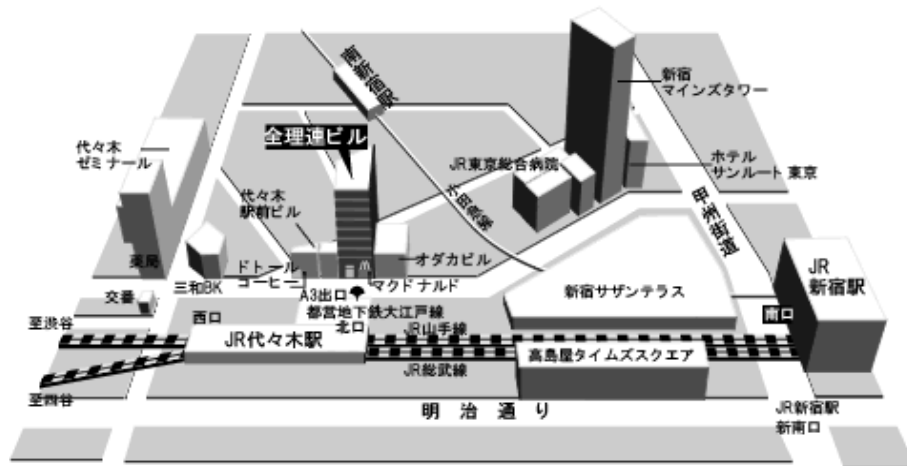 南新宿駅
新宿
マインズタワー
全理連ビル
代々木
ゼミナール
JR東京総合病院
ホテル
サンルート東京
代々木
駅前ビル
小田急線
甲州街道
オダカビル
JR
新宿駅
薬局
ドトール
コーヒー
三和BK
マクドナルド
A3出口
新宿サザンテラス
交番
都営地下鉄大江戸線
南口
西口
北口
至渋谷
JR山手線
JR代々木駅
高島屋タイムズスクエア
JR総武線
至四谷
明治通り
JR新宿駅
新南口